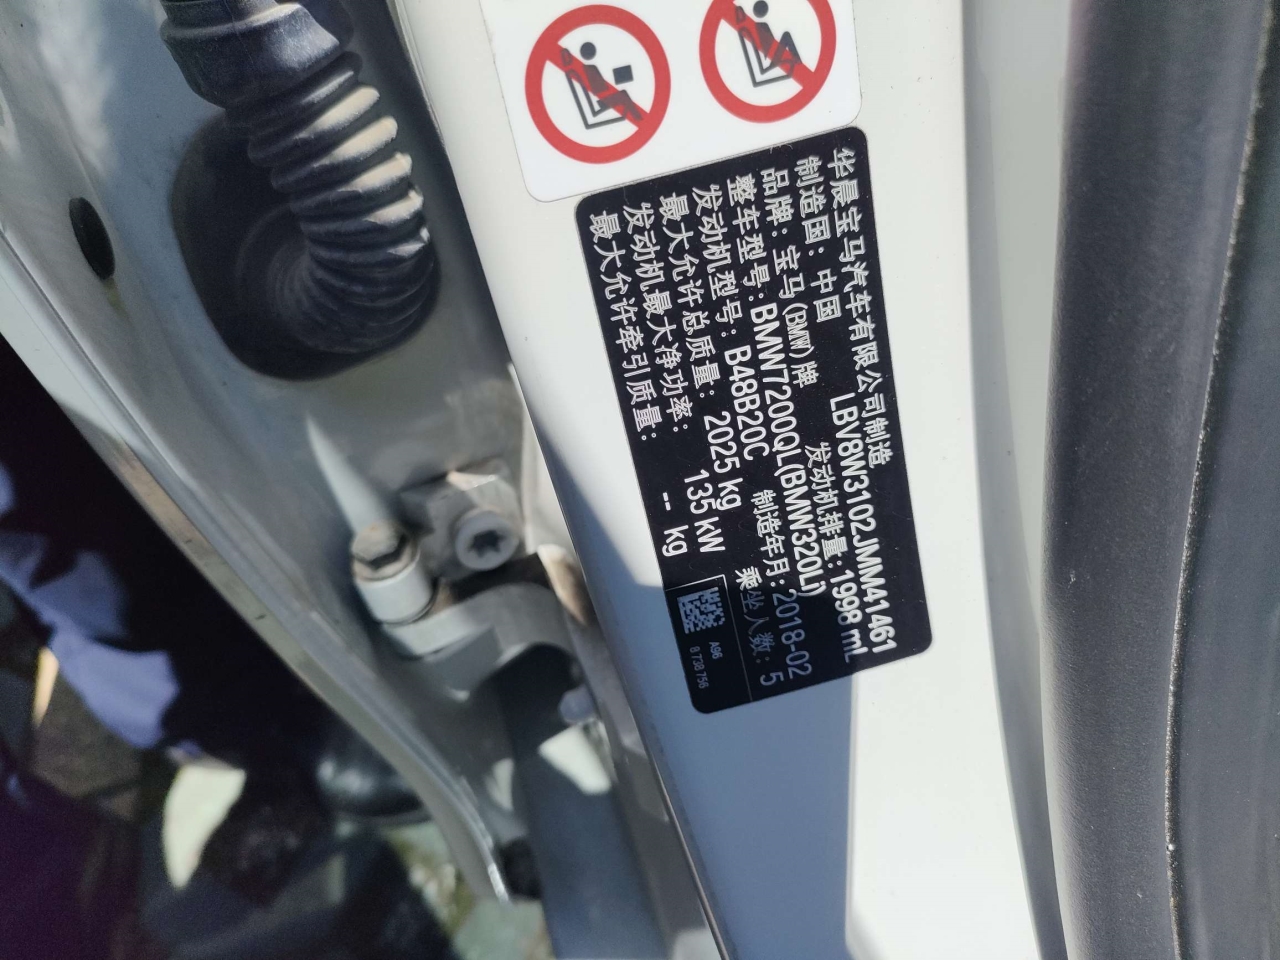 华晨宝马汽车有限公司制造
制造国: 中国 LBV8W3102JMM41461
品牌: 宝马(BMW)牌 发动机排量: 1998 mL
整车型号: BMW7200QL(BMW320Li)
发动机型号: B48B20C 制造年月: 2018-02
最大允许总质量: 2025 kg 乘坐人数: 5
发动机最大净功率: 135 kW
最大允许牵引质量: -- kg
A96
8 738 756